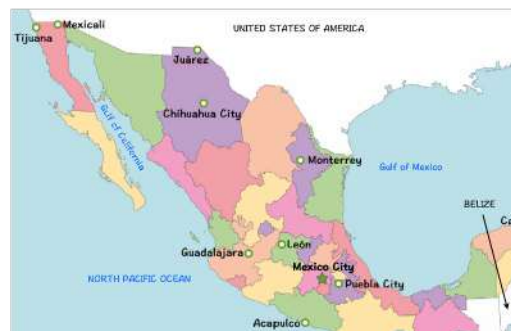 Mexicali
Tijuana
UNITED STATES OF AMERICA
Juárez
Chihuahua City
Gulf of California
Monterrey
Gulf of Mexico
BELIZE
Ca
León
Guadalajara
Mexico City
NORTH PACIFIC OCEAN
Puebla City
Acapulco